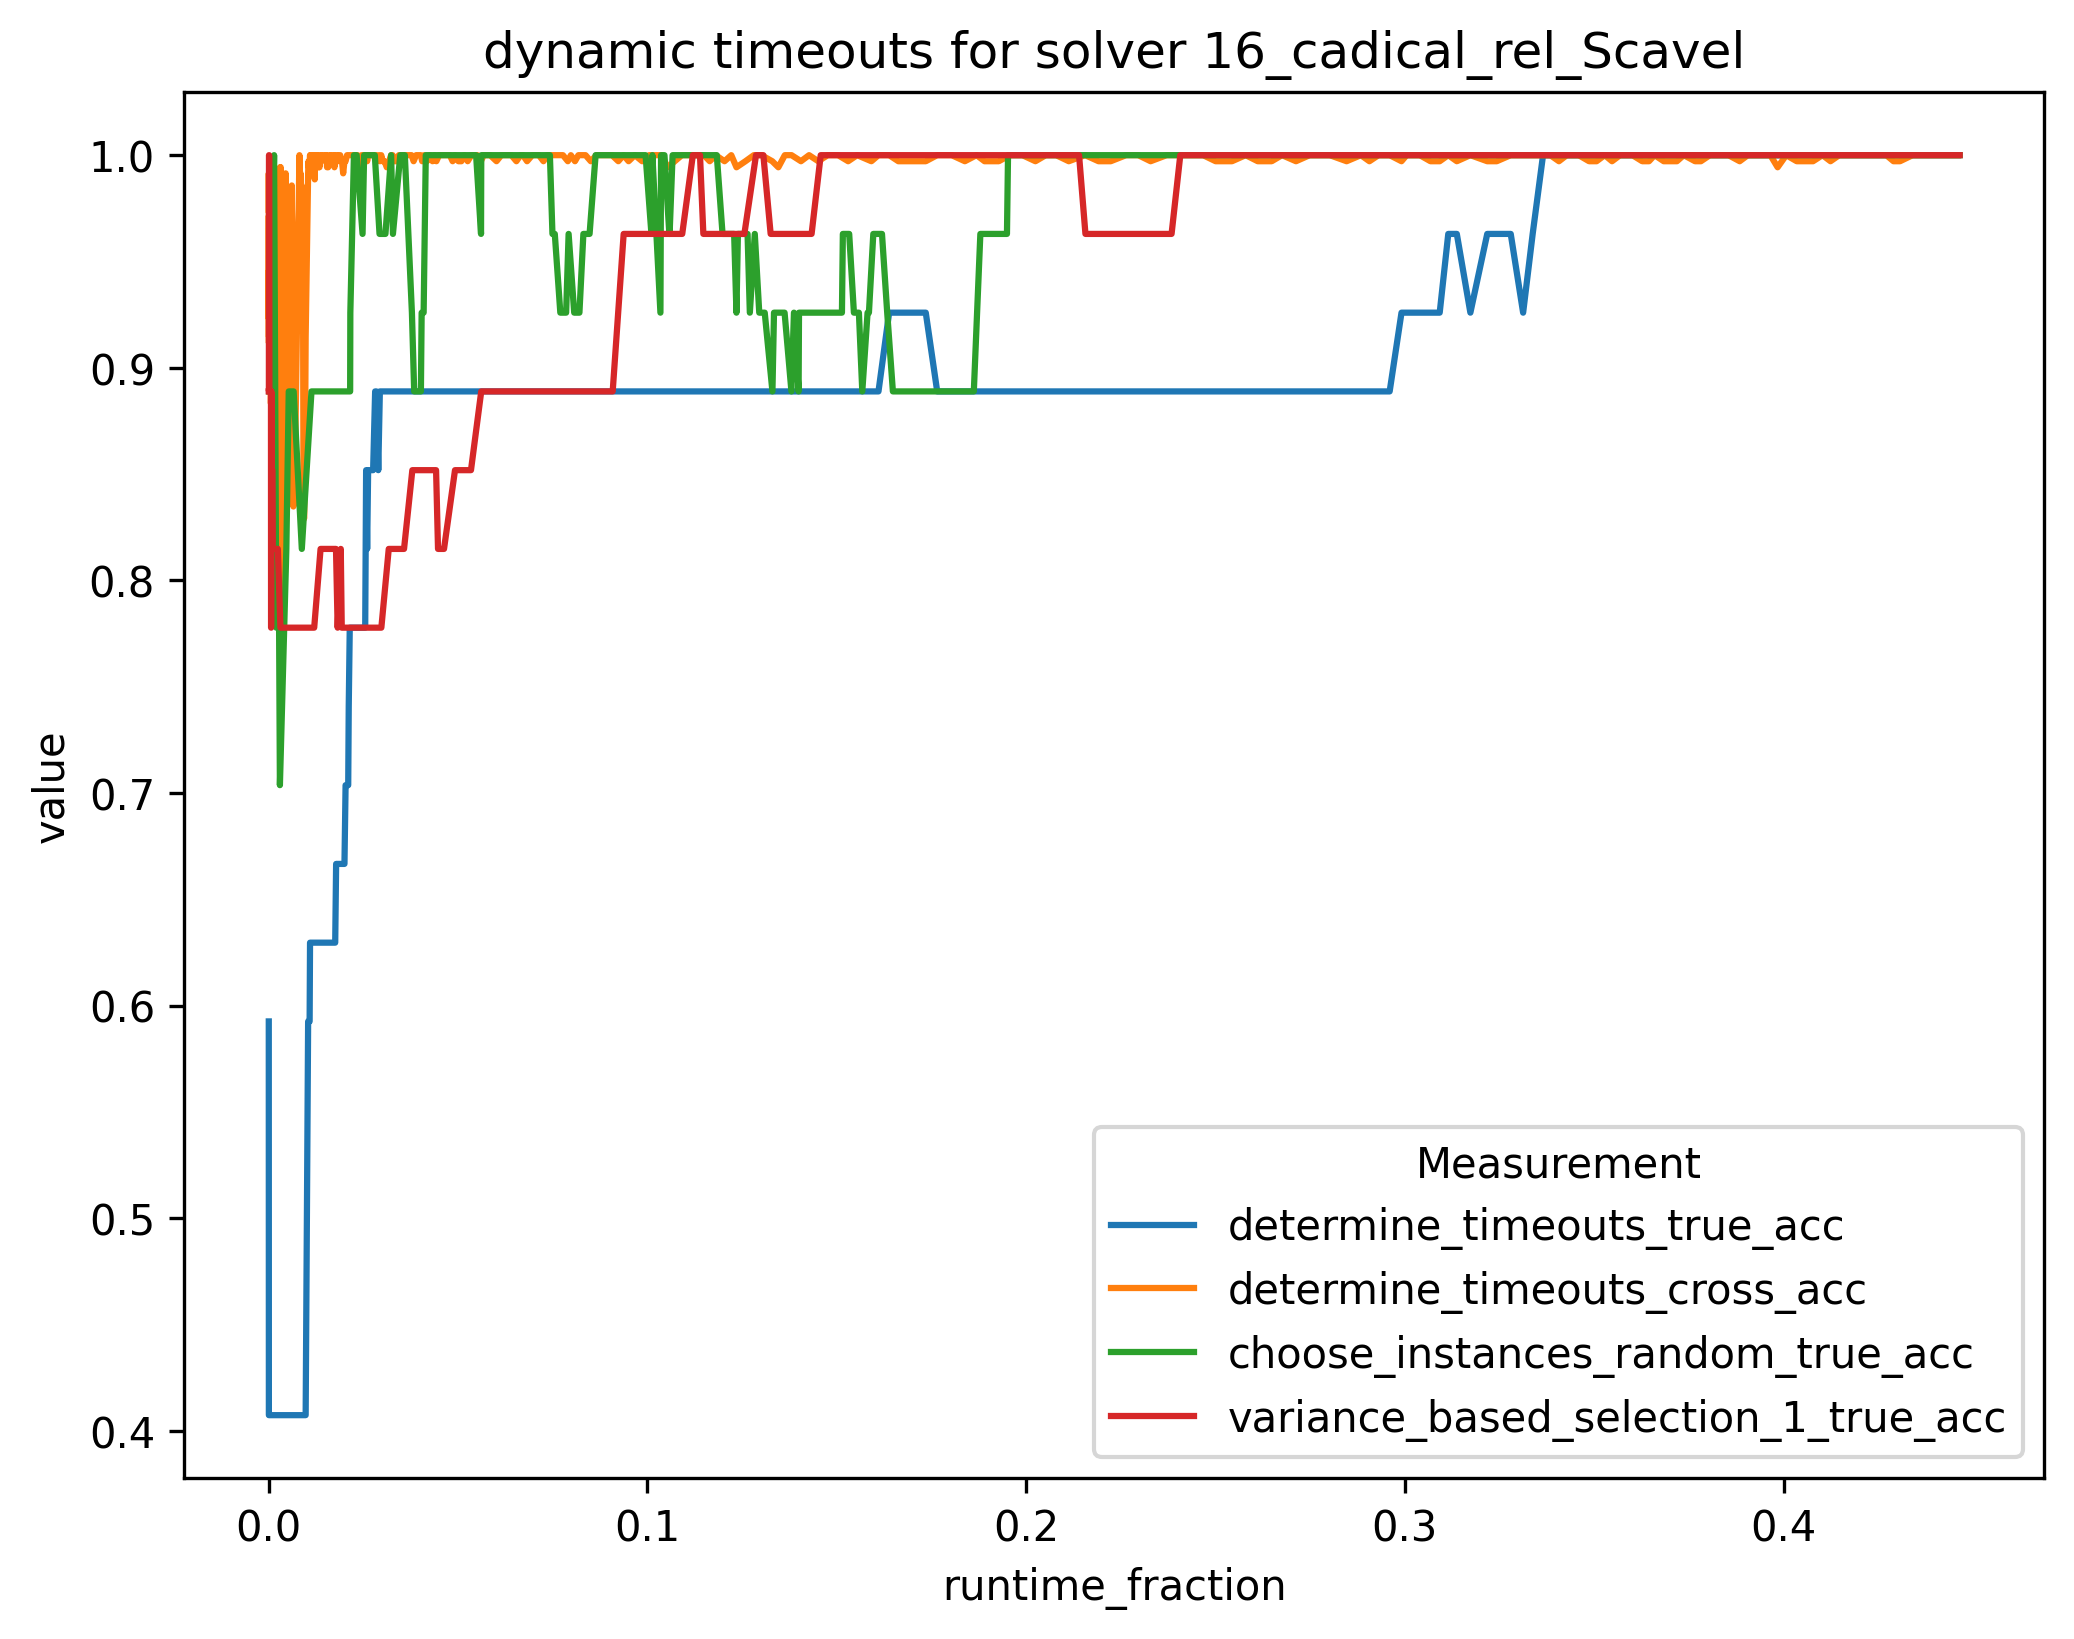 dynamic timeouts for solver 16_cadical_rel_Scavel
1.0
0.9
0.8
0.7
0.6
0.5
0.4
value
0.0
0.1
0.2
0.3
0.4
runtime_fraction
Measurement
determine_timeouts_true_acc
determine_timeouts_cross_acc
choose_instances_random_true_acc
variance_based_selection_1_true_acc